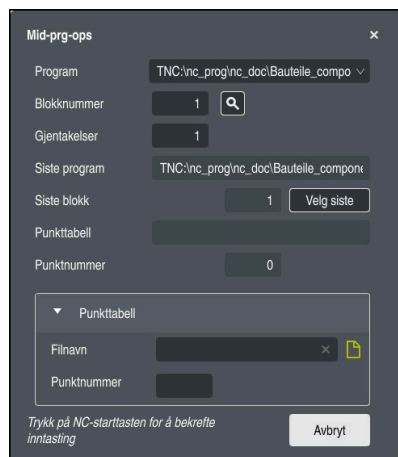 Mid-prg-ops ×
Program TNC:\nc_prog\nc_doc\Bauteile_compo
Blokknummer 1
Gjentakelser 1
Siste program TNC:\nc_prog\nc_doc\Bauteile_compone
Siste blokk 1 Velg siste
Punkttabell
Punktnummer 0
Punkttabell
Filnavn ×
Punktnummer
Trykk på NC-starttasten for å bekrefte
inntasting
Avbryt